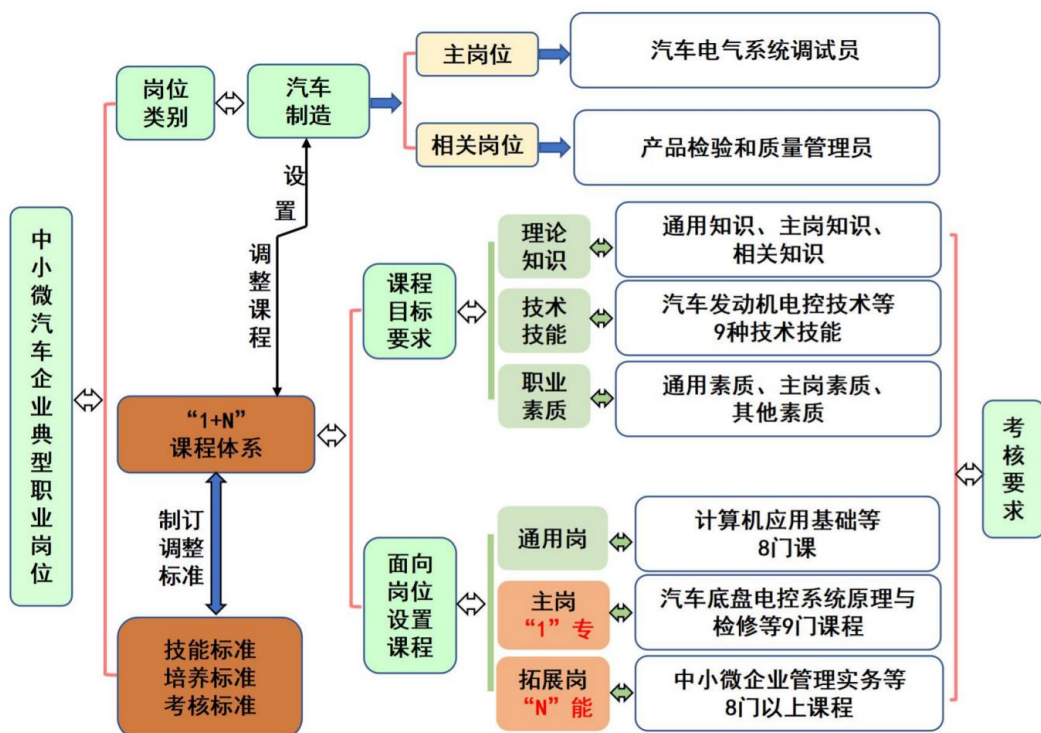 中小微汽车企业典型职业岗位
岗位
类别
汽车
制造
主岗位
汽车电气系统调试员
相关岗位
产品检验和质量管理员
设置
调整课程
“1+N”
课程体系
制订
调整
标准
技能标准
培养标准
考核标准
课程
目标
要求
理论
知识
通用知识、主岗知识、
相关知识
技术
技能
汽车发动机电控技术等
9种技术技能
职业
素质
通用素质、主岗素质、
其他素质
面向
岗位
设置
课程
通用岗
计算机应用基础等
8门课
主岗
“1”专
汽车底盘电控系统原理与
检修等9门课程
拓展岗
“N”能
中小微企业管理实务等
8门以上课程
考核要求